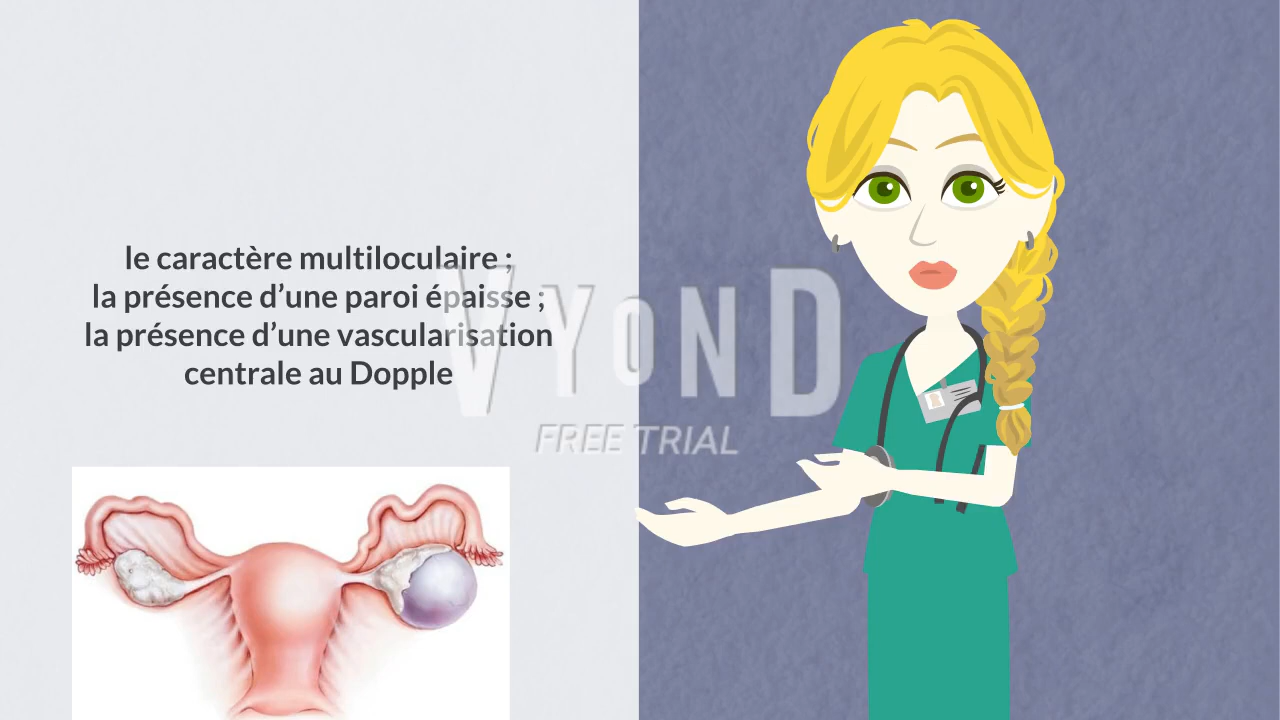 le caractère multiloculaire ;
la présence d’une paroi épaisse ;
la présence d’une vascularisation
centrale au Dopple
VYOND
FREE TRIAL